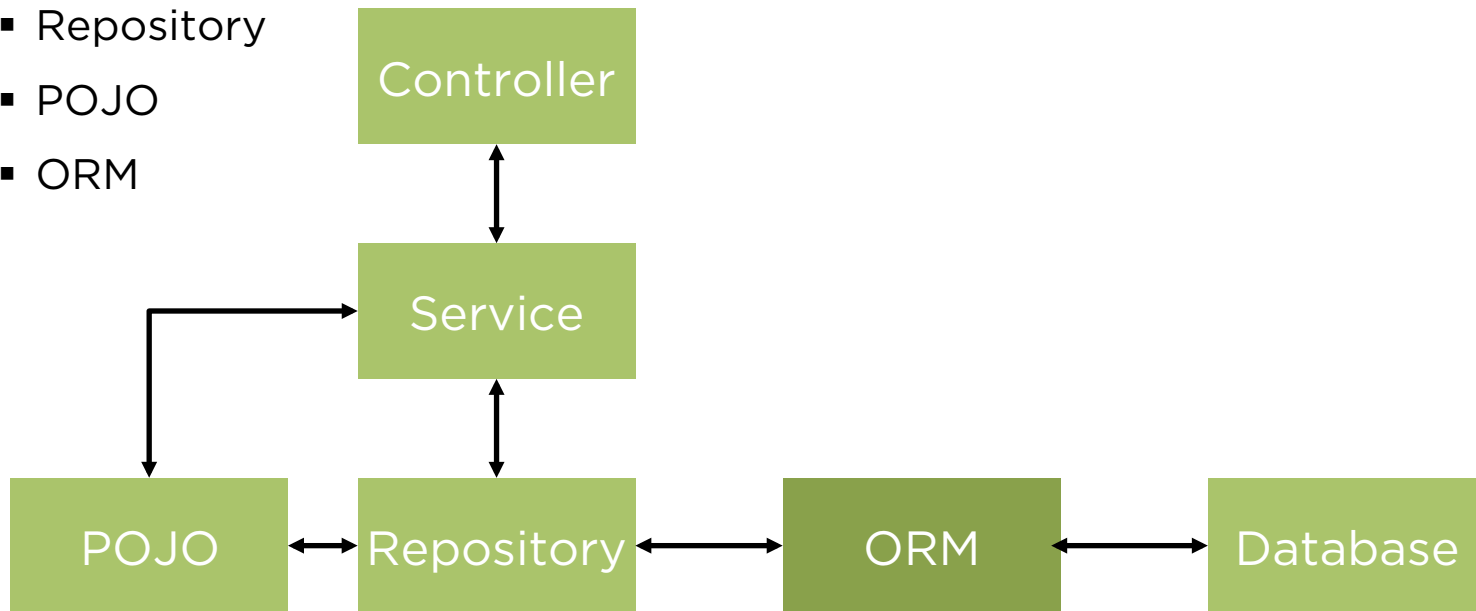 ▪ Repository
▪ POJO
▪ ORM
Controller
Service
POJO
Repository
ORM
Database